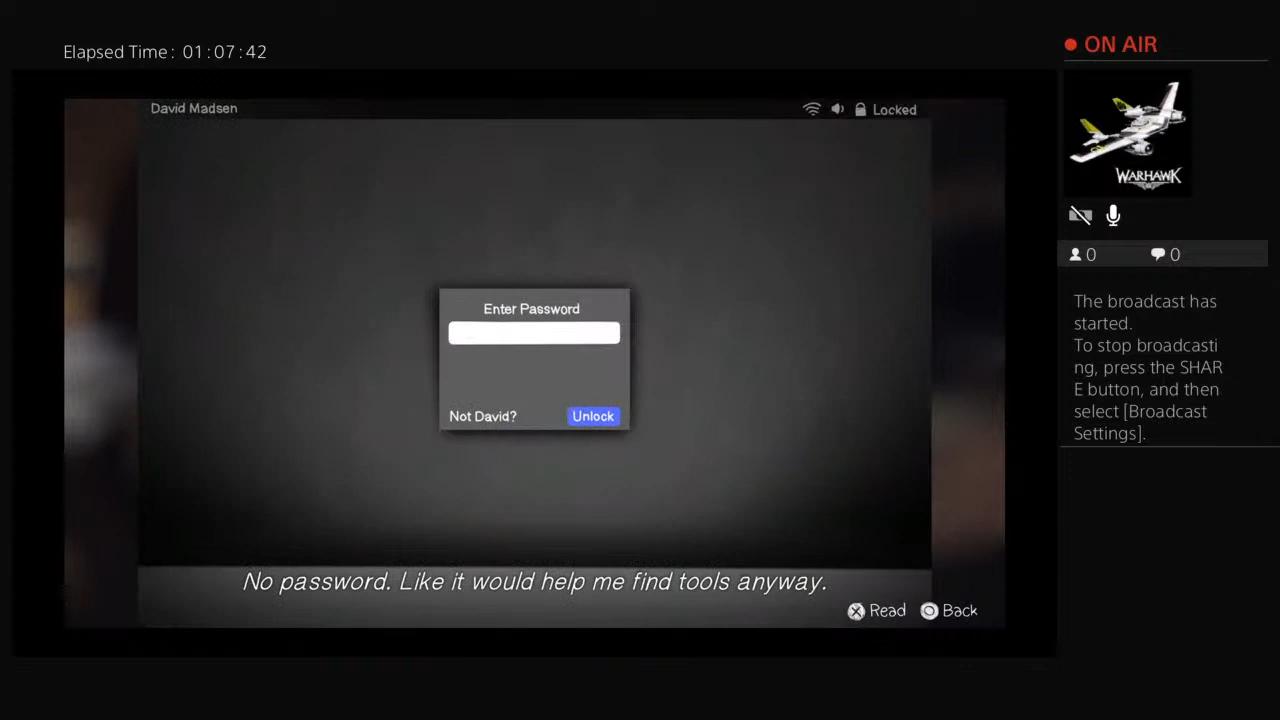 Elapsed Time: 01:07:42
ON AIR
David Madsen
Locked
WARHAWK
0 0
Enter Password
The broadcast has
started.
To stop broadcasti
ng, press the SHAR
E button, and then
select [Broadcast
Settings].
Not David? Unlock
No password. Like it would help me find tools anyway.
Read Back